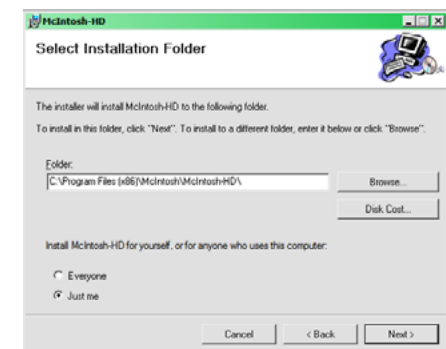 McIntosh-HD
Select Installation Folder
The installer will install McIntosh-HD to the following folder.
To install in this folder, click "Next". To install to a different folder, enter it below or click "Browse".
Folder:
C:\Program Files (x86)\McIntosh\McIntosh-HD\
Browse...
Disk Cost...
Install McIntosh-HD for yourself, or for anyone who uses this computer:
Everyone
Just me
Cancel
< Back
Next >